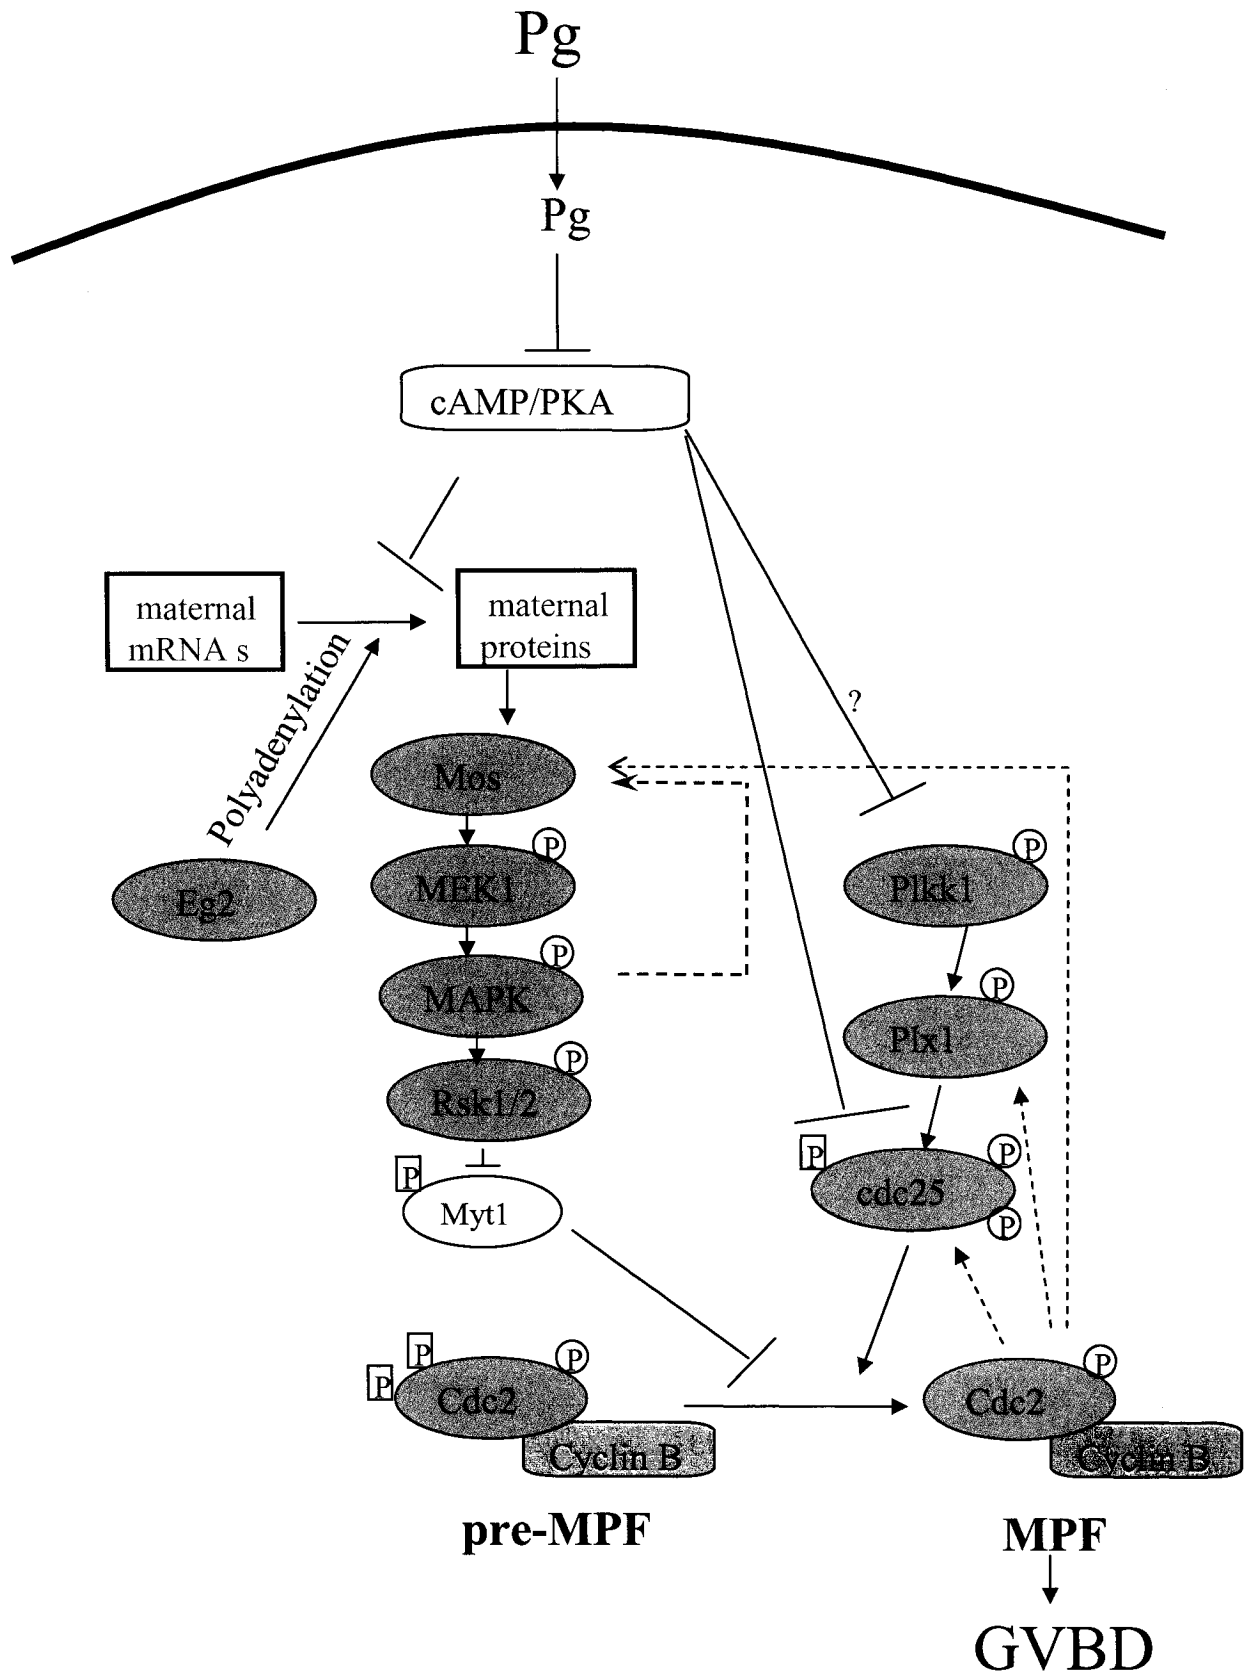 Pg
Pg
cAMP/PKA
maternal
mRNA s
maternal
proteins
Polyadenylation
?
Mos
P
MEK1
P
Plkk1
Eg2
P
MAPK
P
Plx1
P
Rsk1/2
P
Myt1
P
P
cdc25
P
P
P
P
Cdc2
Cyclin B
P
Cdc2
Cyclin B
pre-MPF
MPF
GVBD